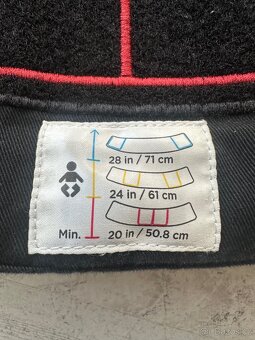 28 in / 71 cm
24 in / 61 cm
Min. 20 in / 50.8 cm